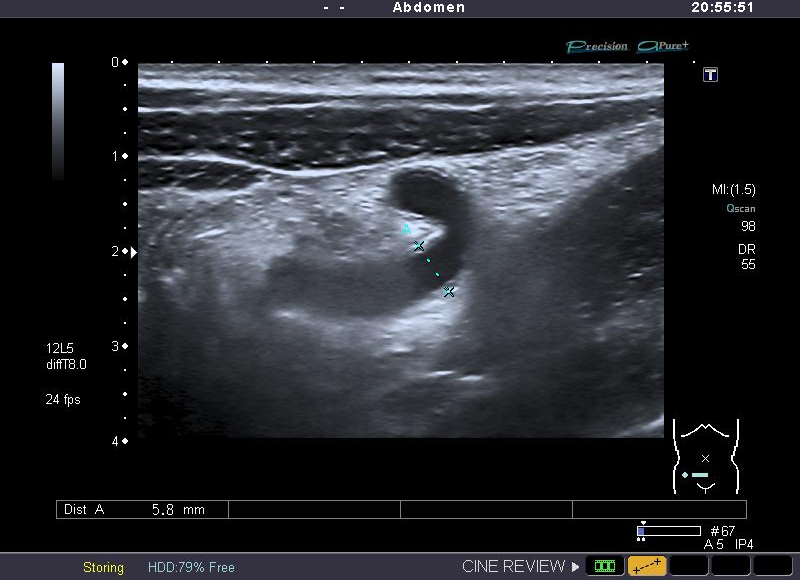 - - Abdomen 20:55:51
Precision APure+
T
0
1
2
3
4
A
MI:(1.5)
Qscan
98
DR
55
12L5
diffT8.0
24 fps
Dist A 5.8 mm
#67
A 5 IP4
Storing HDD:79% Free CINE REVIEW